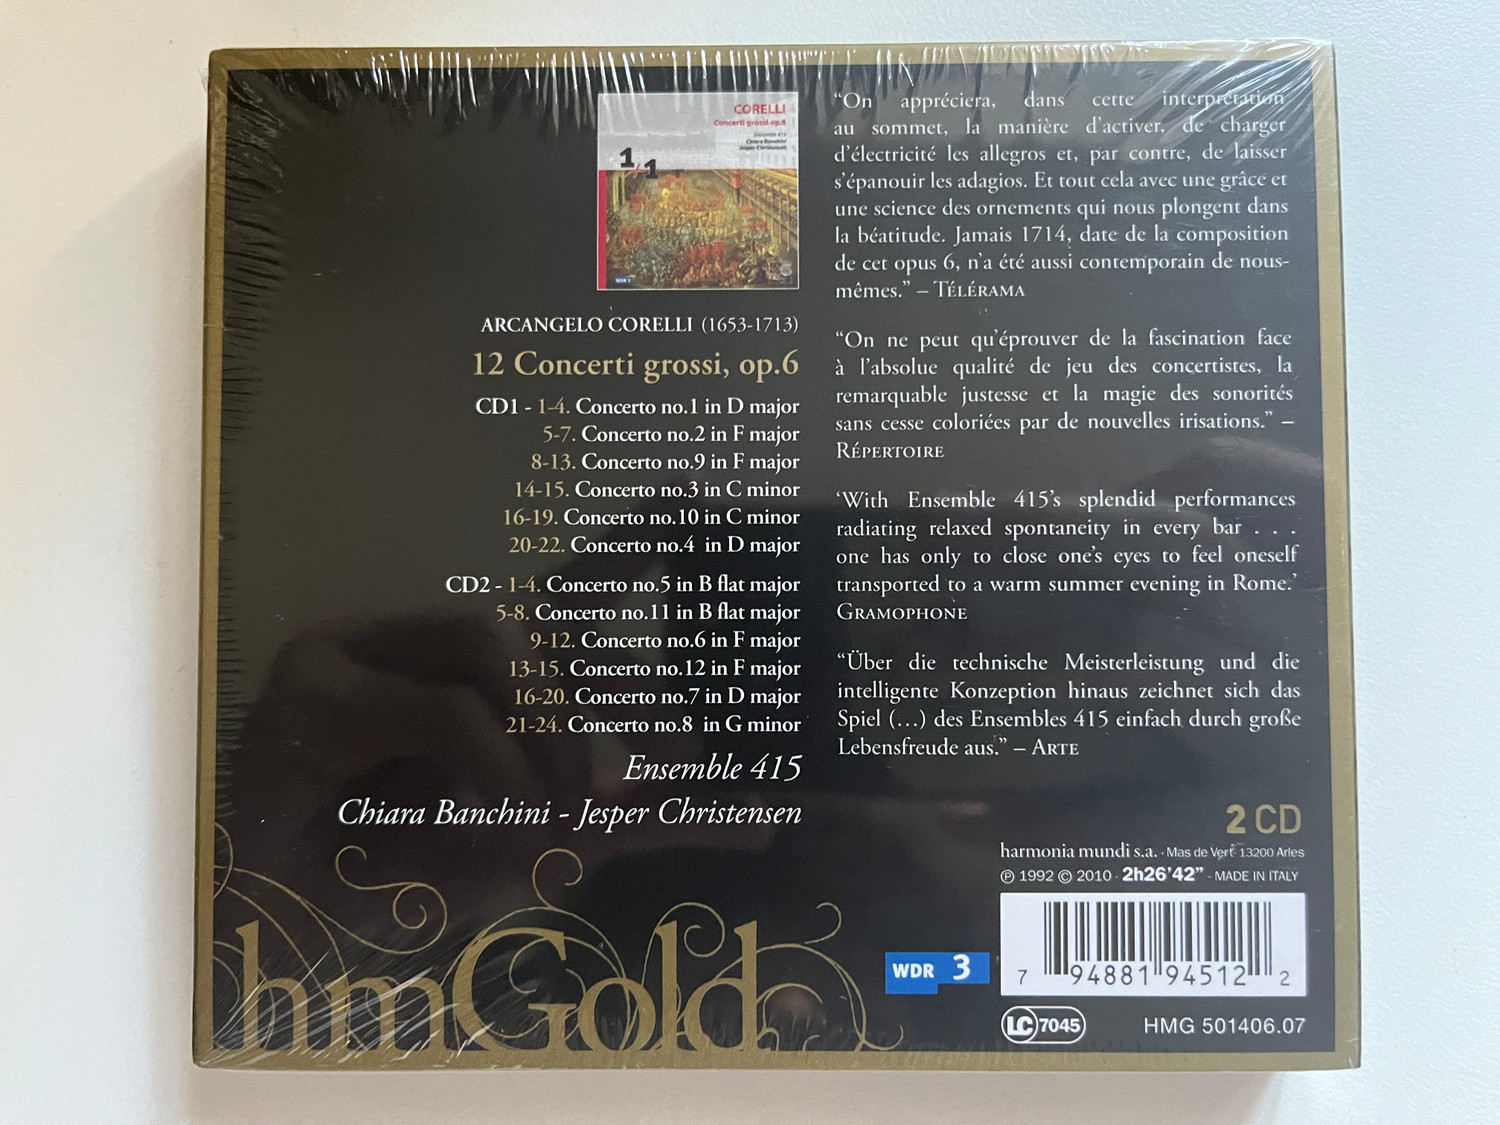 CORELLI
Concerti grossi op.6
Ensemble 415
Chiara Banchini
Jesper Christensen
1/1
WDR 3
ARCANGELO CORELLI (1653-1713)
12 Concerti grossi, op.6
CD1 - 1-4. Concerto no.1 in D major
5-7. Concerto no.2 in F major
8-13. Concerto no.9 in F major
14-15. Concerto no.3 in C minor
16-19. Concerto no.10 in C minor
20-22. Concerto no.4 in D major
CD2 - 1-4. Concerto no.5 in B flat major
5-8. Concerto no.11 in B flat major
9-12. Concerto no.6 in F major
13-15. Concerto no.12 in F major
16-20. Concerto no.7 in D major
21-24. Concerto no.8 in G minor
Ensemble 415
Chiara Banchini - Jesper Christensen
hmGold
“On appréciera, dans cette interprétation
au sommet, la manière d’activer, de charger
d’électricité les allegros et, par contre, de laisser
s’épanouir les adagios. Et tout cela avec une grâce et
une science des ornements qui nous plongent dans
la béatitude. Jamais 1714, date de la composition
de cet opus 6, n’a été aussi contemporain de nous-
mêmes.” – TÉLÉRAMA
“On ne peut qu’éprouver de la fascination face
à l’absolue qualité de jeu des concertistes, la
remarquable justesse et la magie des sonorités
sans cesse coloriées par de nouvelles irisations.” –
RÉPERTOIRE
‘With Ensemble 415’s splendid performances
radiating relaxed spontaneity in every bar . . .
one has only to close one’s eyes to feel oneself
transported to a warm summer evening in Rome.’
GRAMOPHONE
“Über die technische Meisterleistung und die
intelligente Konzeption hinaus zeichnet sich das
Spiel (…) des Ensembles 415 einfach durch große
Lebensfreude aus.” – ARTE
2 CD
harmonia mundi s.a. - Mas de Vert 13200 Arles
℗ 1992 © 2010 - 2h26’42” - MADE IN ITALY
7 94881 94512 2
WDR 3
LC 7045
HMG 501406.07